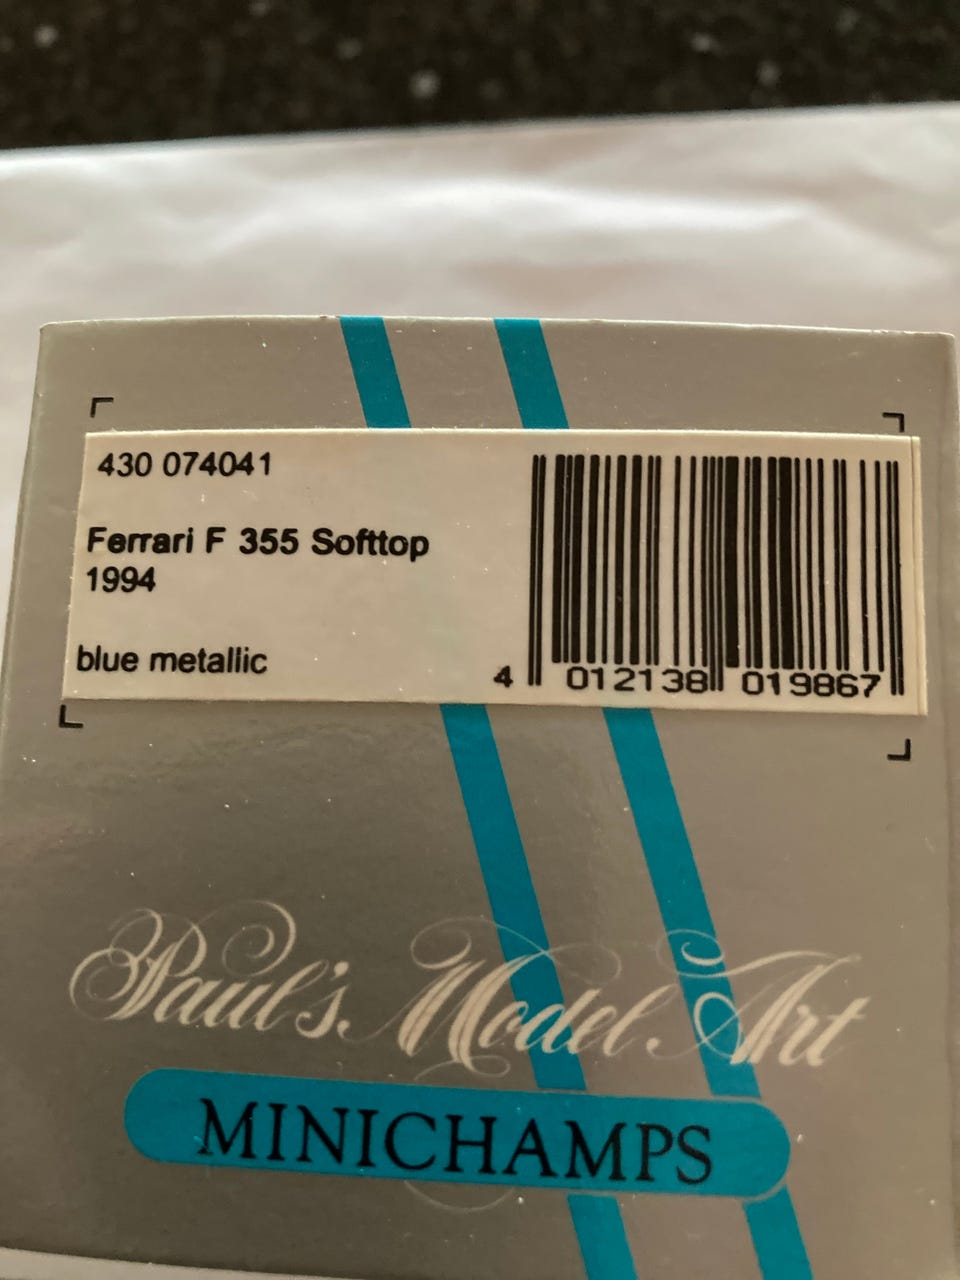 430 074041
Ferrari F 355 Softtop
1994
blue metallic
4 012138 019867
Paul's Model Art
MINICHAMPS